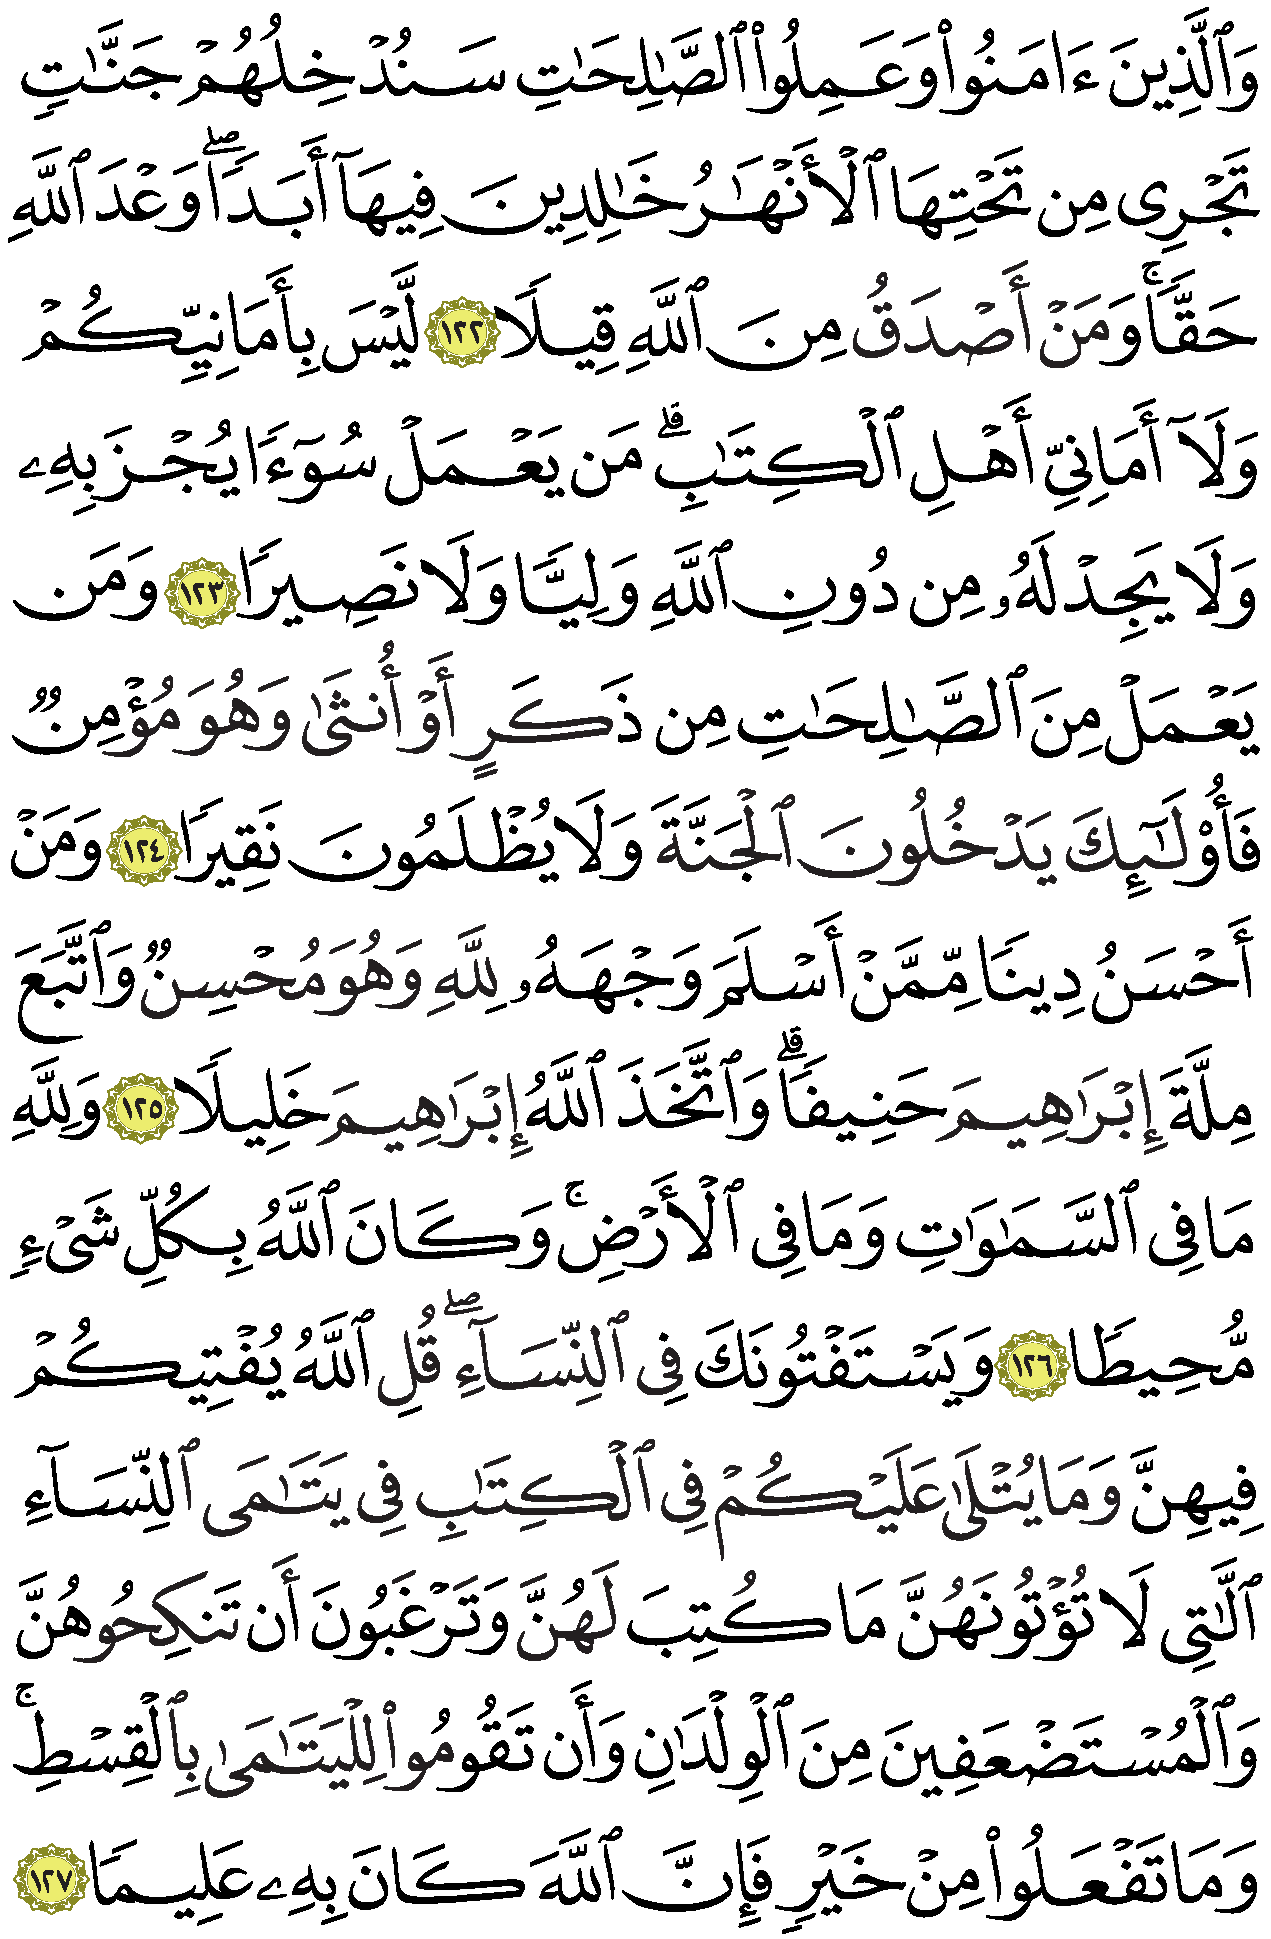 وَٱلَّذِينَ ءَامَنُوا۟ وَعَمِلُوا۟ ٱلصَّٰلِحَٰتِ سَنُدْخِلُهُمْ جَنَّٰتٍ
تَجْرِى مِن تَحْتِهَا ٱلْأَنْهَٰرُ خَٰلِدِينَ فِيهَآ أَبَدًا ۖ وَعْدَ ٱللَّهِ
حَقًّا ۚ وَمَنْ أَصْدَقُ مِنَ ٱللَّهِ قِيلًا ١٢٢ لَّيْسَ بِأَمَانِيِّكُمْ
وَلَآ أَمَانِىِّ أَهْلِ ٱلْكِتَٰبِ ۗ مَن يَعْمَلْ سُوٓءًا يُجْزَ بِهِۦ
وَلَا يَجِدْ لَهُۥ مِن دُونِ ٱللَّهِ وَلِيًّا وَلَا نَصِيرًا ١٢٣ وَمَن
يَعْمَلْ مِنَ ٱلصَّٰلِحَٰتِ مِن ذَكَرٍ أَوْ أُنثَىٰ وَهُوَ مُؤْمِنٌ
فَأُو۟لَٰٓئِكَ يَدْخُلُونَ ٱلْجَنَّةَ وَلَا يُظْلَمُونَ نَقِيرًا ١٢٤ وَمَنْ
أَحْسَنُ دِينًا مِّمَّنْ أَسْلَمَ وَجْهَهُۥ لِلَّهِ وَهُوَ مُحْسِنٌ وَٱتَّبَعَ
مِلَّةَ إِبْرَٰهِيمَ حَنِيفًا ۗ وَٱتَّخَذَ ٱللَّهُ إِبْرَٰهِيمَ خَلِيلًا ١٢٥ وَلِلَّهِ
مَا فِى ٱلسَّمَٰوَٰتِ وَمَا فِى ٱلْأَرْضِ ۚ وَكَانَ ٱللَّهُ بِكُلِّ شَىْءٍ
مُّحِيطًا ١٢٦ وَيَسْتَفْتُونَكَ فِى ٱلنِّسَآءِ ۖ قُلِ ٱللَّهُ يُفْتِيكُمْ
فِيهِنَّ وَمَا يُتْلَىٰ عَلَيْكُمْ فِى ٱلْكِتَٰبِ فِى يَتَٰمَى ٱلنِّسَآءِ
ٱلَّٰتِى لَا تُؤْتُونَهُنَّ مَا كُتِبَ لَهُنَّ وَتَرْغَبُونَ أَن تَنكِحُوهُنَّ
وَٱلْمُسْتَضْعَفِينَ مِنَ ٱلْوِلْدَٰنِ وَأَن تَقُومُوا۟ لِلْيَتَٰمَىٰ بِٱلْقِسْطِ ۚ
وَمَا تَفْعَلُوا۟ مِنْ خَيْرٍ فَإِنَّ ٱللَّهَ كَانَ بِهِۦ عَلِيمًا ١٢٧